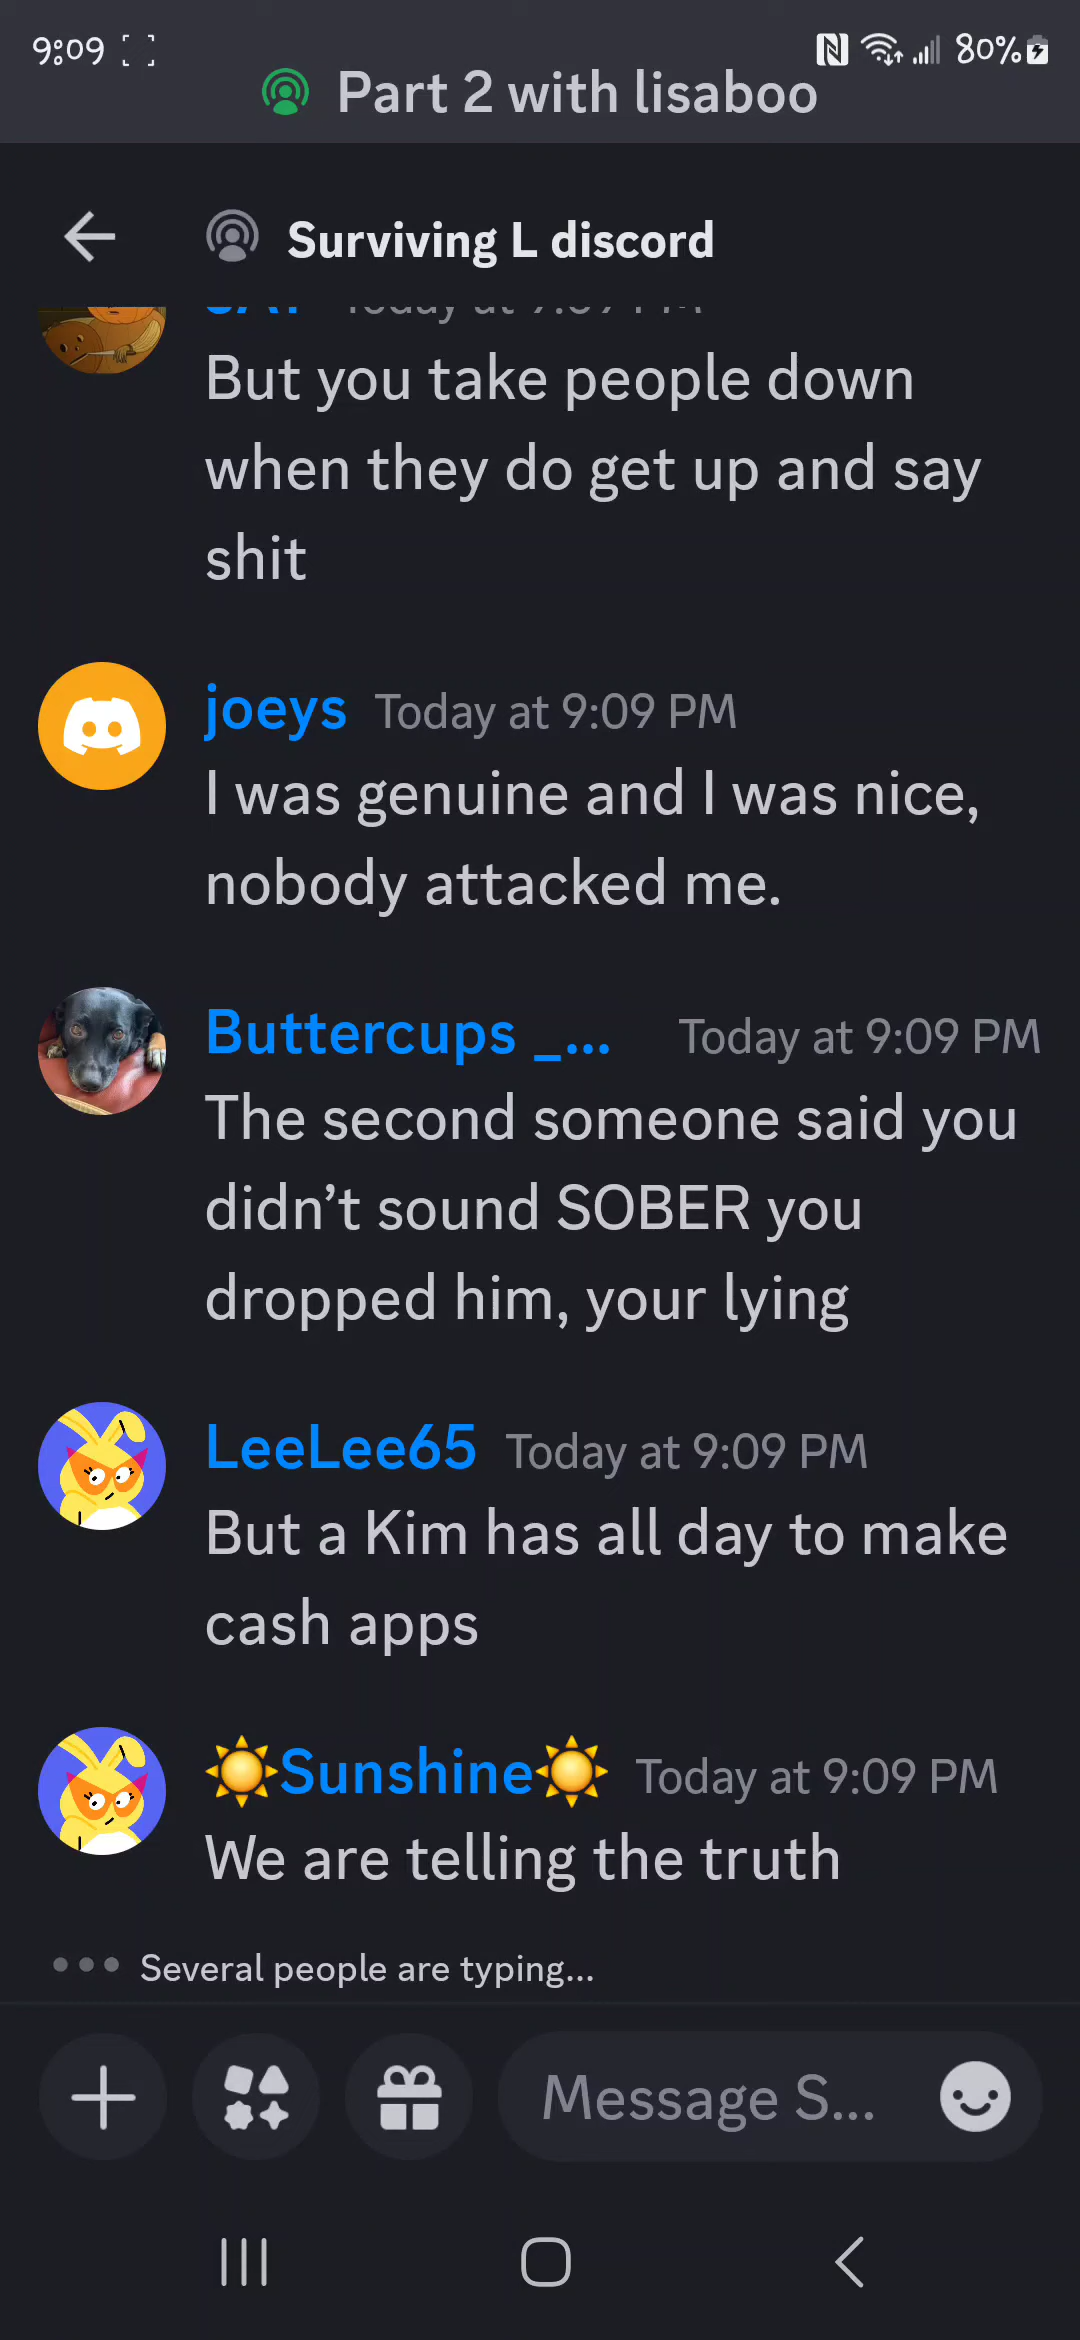 9:09 80%
Part 2 with lisaboo
Surviving L discord
But you take people down
when they do get up and say
shit
joeys Today at 9:09 PM
I was genuine and I was nice,
nobody attacked me.
Buttercups _... Today at 9:09 PM
The second someone said you
didn’t sound SOBER you
dropped him, your lying
LeeLee65 Today at 9:09 PM
But a Kim has all day to make
cash apps
☀️Sunshine☀️ Today at 9:09 PM
We are telling the truth
Several people are typing...
Message S...